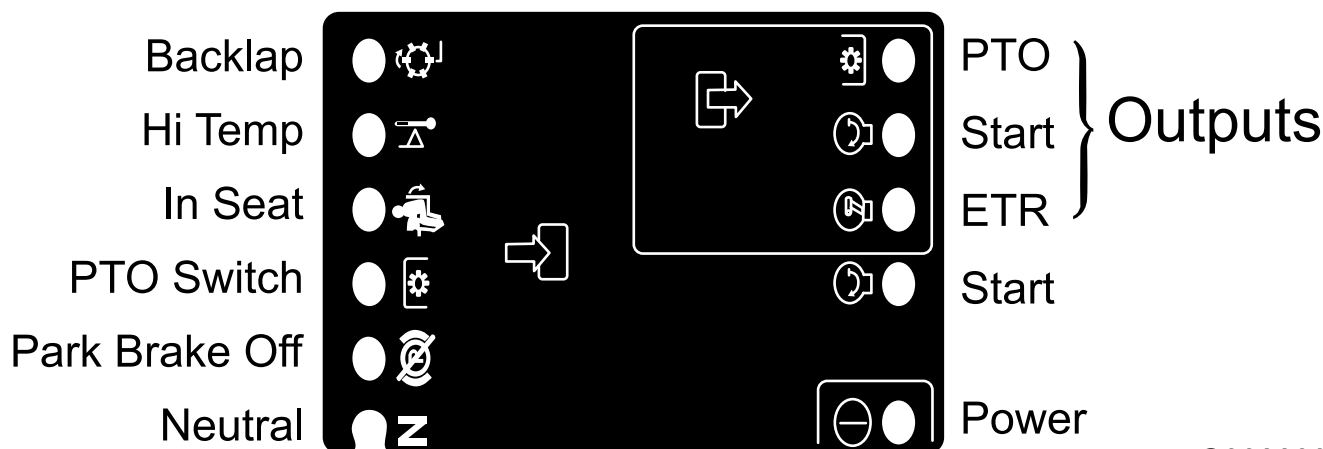 Backlap
Hi Temp
In Seat
PTO Switch
Park Brake Off
Neutral
N
PTO
Start
ETR
Outputs
Start
Power